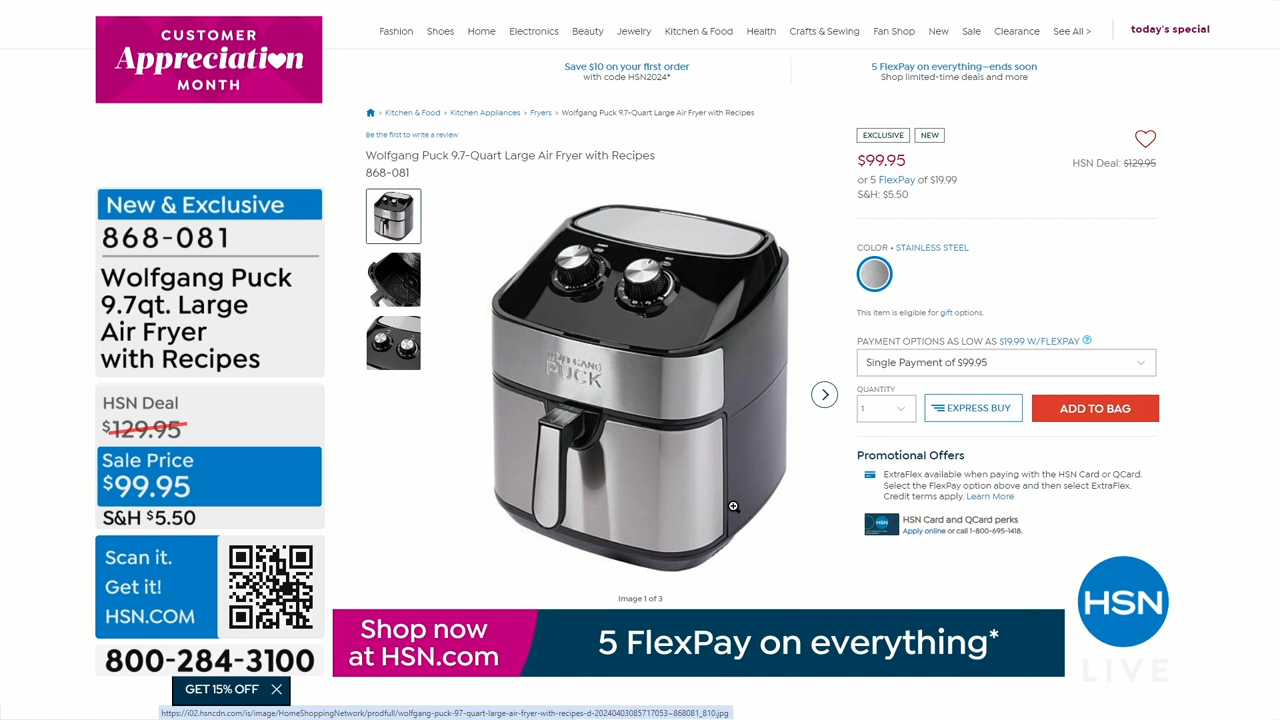 CUSTOMER
Appreciation
MONTH
Fashion Shoes Home Electronics Beauty Jewelry Kitchen & Food Health Crafts & Sewing Fan Shop New Sale Clearance See All > today's special
Save $10 on your first order
with code HSN2024*
5 FlexPay on everything—ends soon
Shop limited-time deals and more
> Kitchen & Food > Kitchen Appliances > Fryers > Wolfgang Puck 9.7-Quart Large Air Fryer with Recipes
Be the first to write a review
Wolfgang Puck 9.7-Quart Large Air Fryer with Recipes
868-081
EXCLUSIVE NEW
$99.95
HSN Deal: $129.95
or 5 FlexPay of $19.99
S&H: $5.50
COLOR • STAINLESS STEEL
This item is eligible for gift options.
PAYMENT OPTIONS AS LOW AS $19.99 W/FLEXPAY ?
Single Payment of $99.95
QUANTITY
1
EXPRESS BUY
ADD TO BAG
Promotional Offers
ExtraFlex available when paying with the HSN Card or QCard.
Select the FlexPay option above and then select ExtraFlex.
Credit terms apply. Learn More
HSN
HSN Card and QCard perks
Apply online or call 1-800-695-1418.
WOLFGANG
PUCK
Image 1 of 3
New & Exclusive
868-081
Wolfgang Puck
9.7qt. Large
Air Fryer
with Recipes
HSN Deal
$129.95
Sale Price
$99.95
S&H $5.50
Scan it.
Get it!
HSN.COM
800-284-3100
Shop now
at HSN.com
5 FlexPay on everything*
HSN
LIVE
GET 15% OFF
https://i02.hsncdn.com/is/image/HomeShoppingNetwork/prodfull/wolfgang-puck-97-quart-large-air-fryer-with-recipes-d-20240403085717053~868081_810.jpg